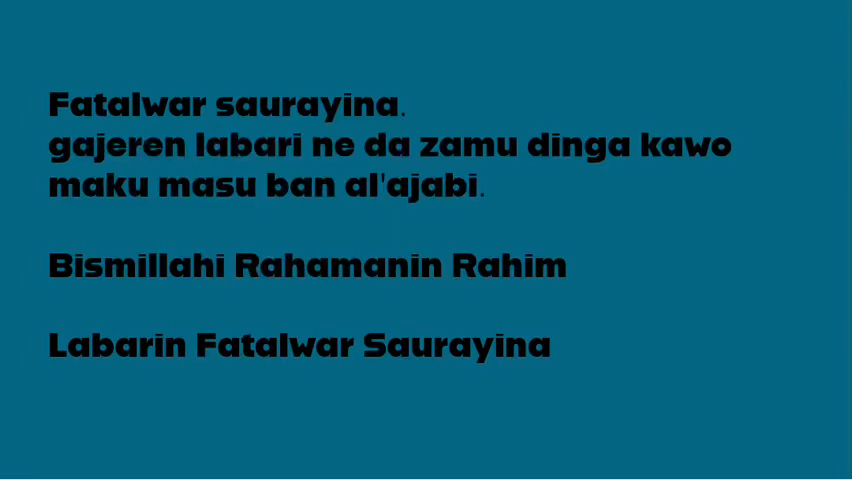 Fatalwar saurayina.
gajeren labari ne da zamu dinga kawo
maku masu ban al'ajabi.
Bismillahi Rahamanin Rahim
Labarin Fatalwar Saurayina